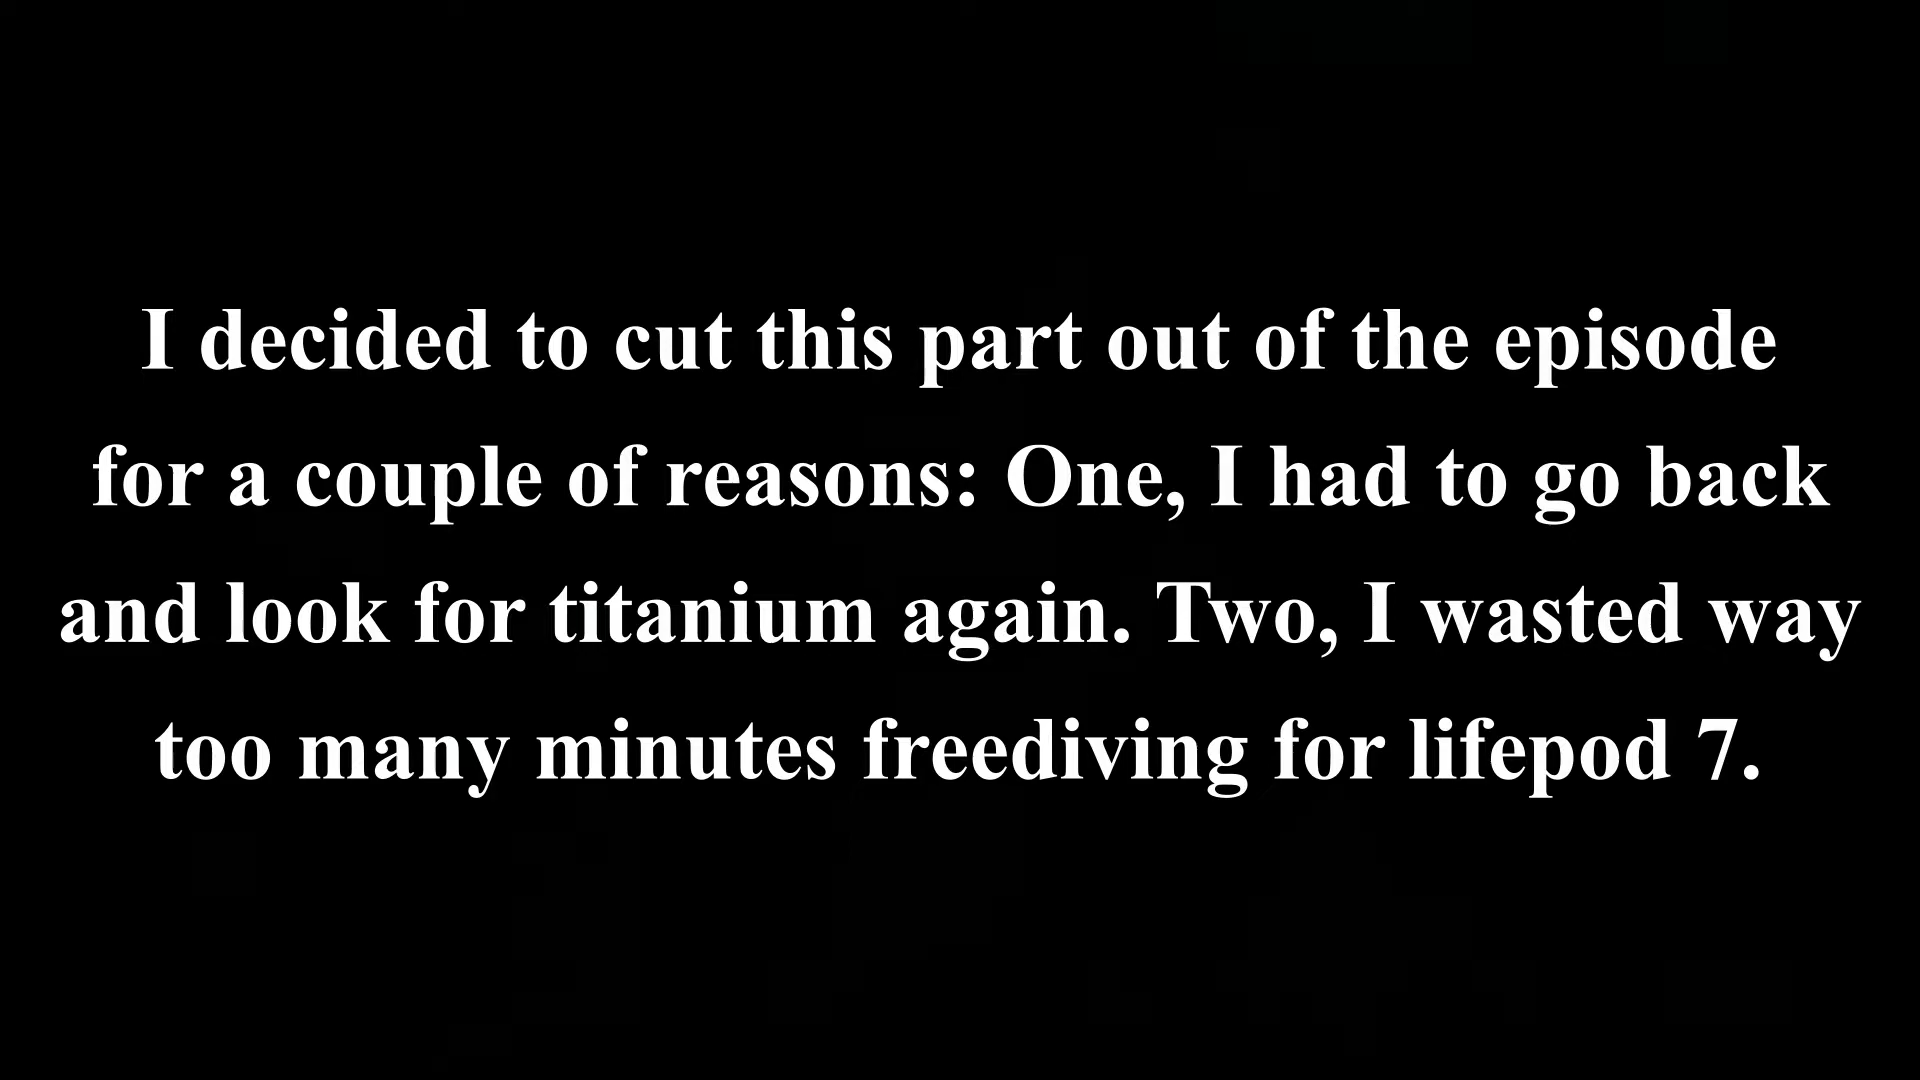 I decided to cut this part out of the episode
for a couple of reasons: One, I had to go back
and look for titanium again. Two, I wasted way
too many minutes freediving for lifepod 7.